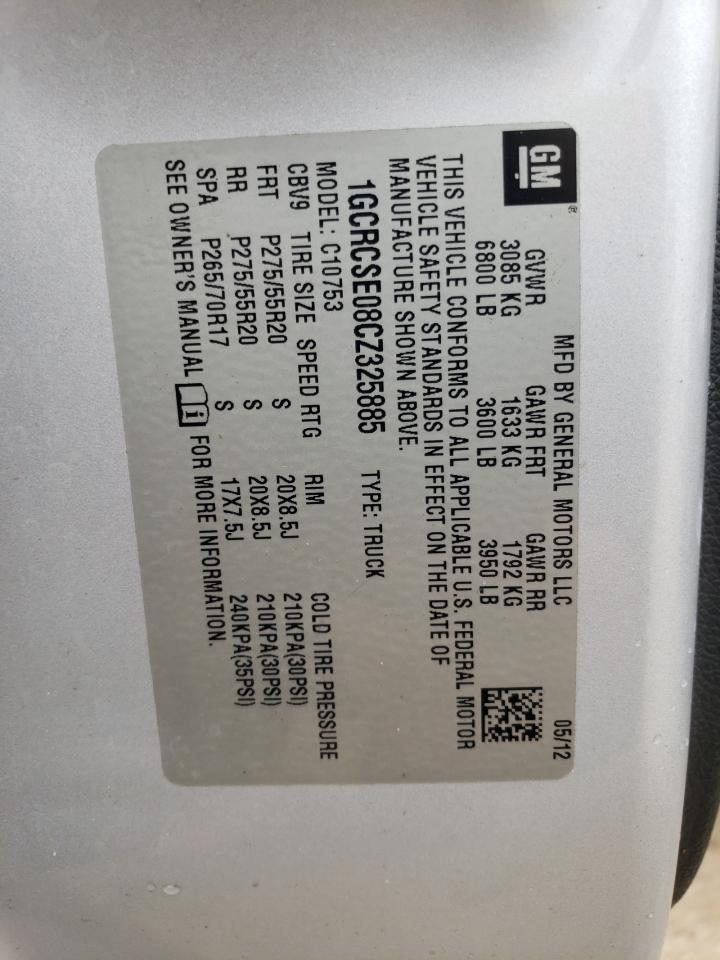 GM®
MFD BY GENERAL MOTORS LLC 05/12
GVWR GAWR FRT GAWR RR
3085 KG 1633 KG 1792 KG
6800 LB 3600 LB 3950 LB
THIS VEHICLE CONFORMS TO ALL APPLICABLE U.S. FEDERAL MOTOR
VEHICLE SAFETY STANDARDS IN EFFECT ON THE DATE OF
MANUFACTURE SHOWN ABOVE.
1GCRCSE08CZ325885 TYPE: TRUCK
MODEL: C10753
CBV9 TIRE SIZE SPEED RTG RIM COLD TIRE PRESSURE
FRT P275/55R20 S 20X8.5J 210KPA(30PSI)
RR P275/55R20 S 20X8.5J 210KPA(30PSI)
SPA P265/70R17 S 17X7.5J 240KPA(35PSI)
SEE OWNER'S MANUAL FOR MORE INFORMATION.